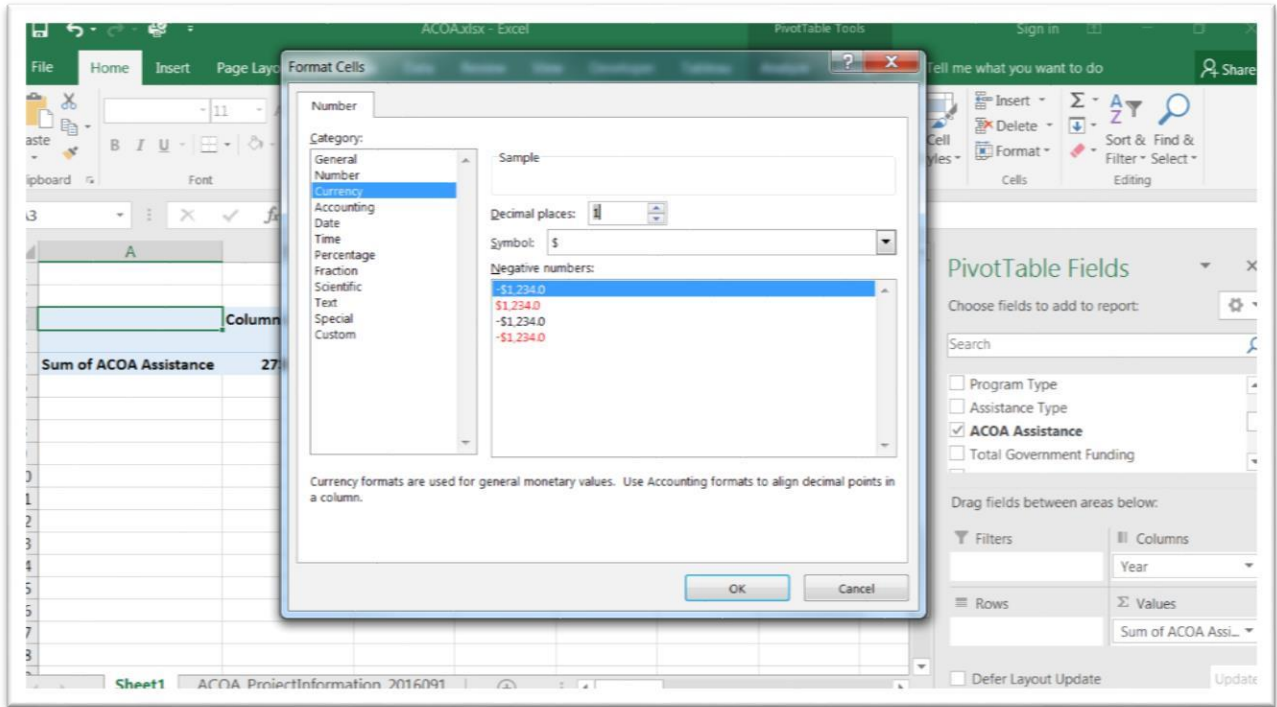 ACOA.xlsx - Excel
PivotTable Tools
Sign in
File Home Insert Page Layo
Tell me what you want to do
Share
Format Cells
?
X
Number
Category:
General
Number
Currency
Accounting
Date
Time
Percentage
Fraction
Scientific
Text
Special
Custom
Sample
Decimal places: 1
Symbol: $
Negative numbers:
-$1,234.0
$1,234.0
-$1,234.0
-$1,234.0
Currency formats are used for general monetary values. Use Accounting formats to align decimal points in
a column.
OK Cancel
aste
11
B I U
ipboard
Font
Cell
yles
Insert
Delete
Format
Cells
Sort & Find &
Filter Select
Editing
fx
A
Column
Sum of ACOA Assistance 27
PivotTable Fields
Choose fields to add to report:
Search
Program Type
Assistance Type
ACOA Assistance
Total Government Funding
Drag fields between areas below:
Filters
Columns
Year
Rows
Σ Values
Sum of ACOA Assi...
Defer Layout Update
Update
Sheet1 ACOA_ProjectInformation_2016091